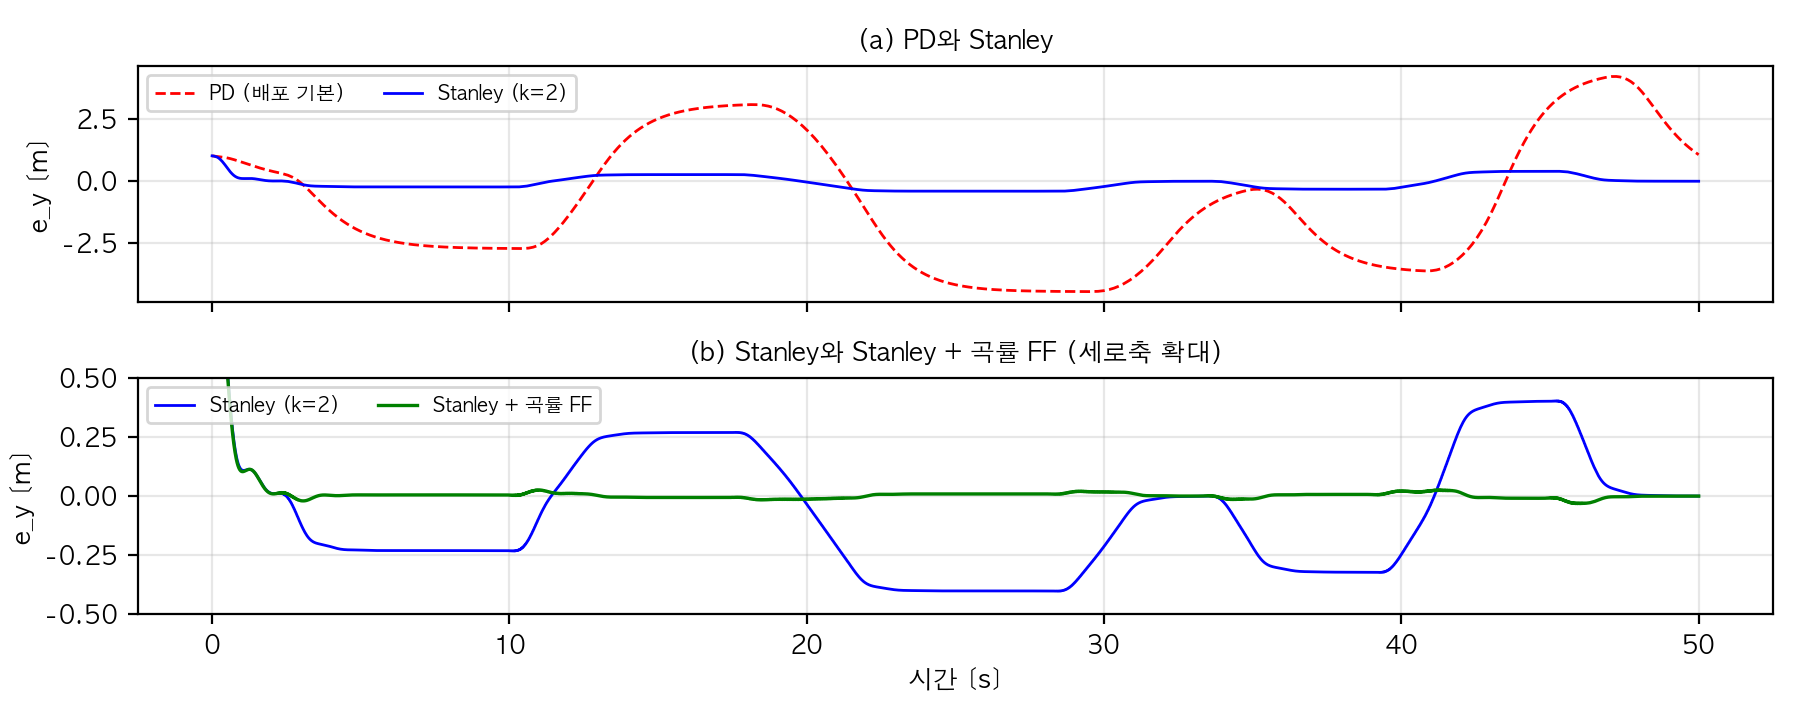 (a) PD와 Stanley
PD (배포 기본)
Stanley (k=2)
2.5
0.0
-2.5
e_y [m]
(b) Stanley와 Stanley + 곡률 FF (세로축 확대)
Stanley (k=2)
Stanley + 곡률 FF
0.50
0.25
0.00
-0.25
-0.50
e_y [m]
0 10 20 30 40 50
시간 [s]